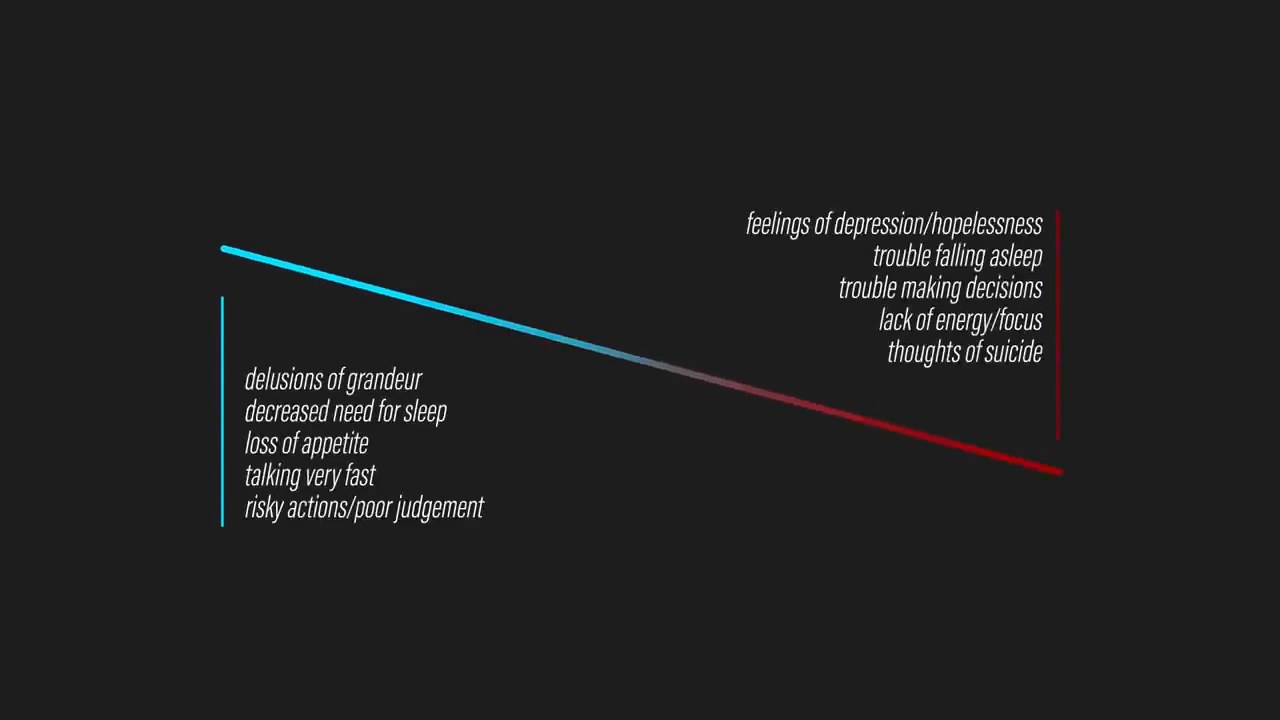 feelings of depression/hopelessness
trouble falling asleep
trouble making decisions
lack of energy/focus
thoughts of suicide
delusions of grandeur
decreased need for sleep
loss of appetite
talking very fast
risky actions/poor judgement